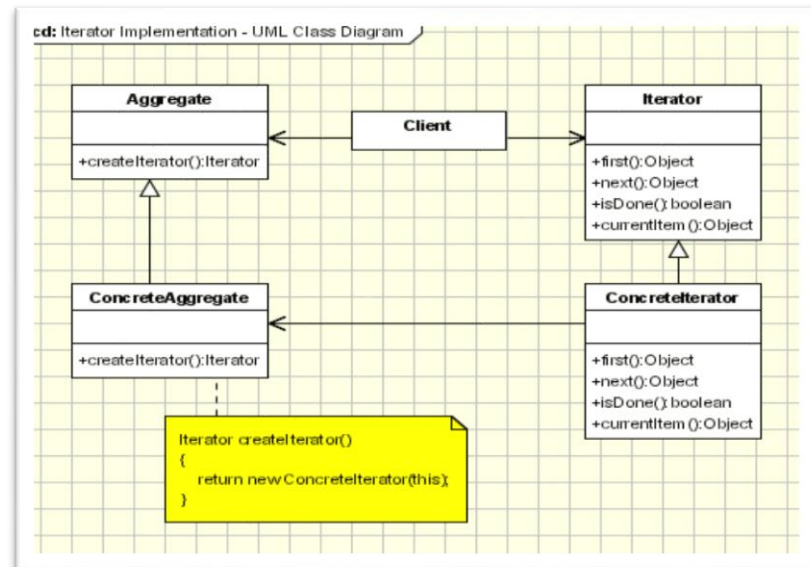 cd: Iterator Implementation - UML Class Diagram
Aggregate
+createIterator():Iterator
Client
Iterator
+first():Object
+next():Object
+isDone():boolean
+currentItem():Object
ConcreteAggregate
+createIterator():Iterator
ConcreteIterator
+first():Object
+next():Object
+isDone():boolean
+currentItem():Object
Iterator createIterator()
{
return new ConcreteIterator(this);
}